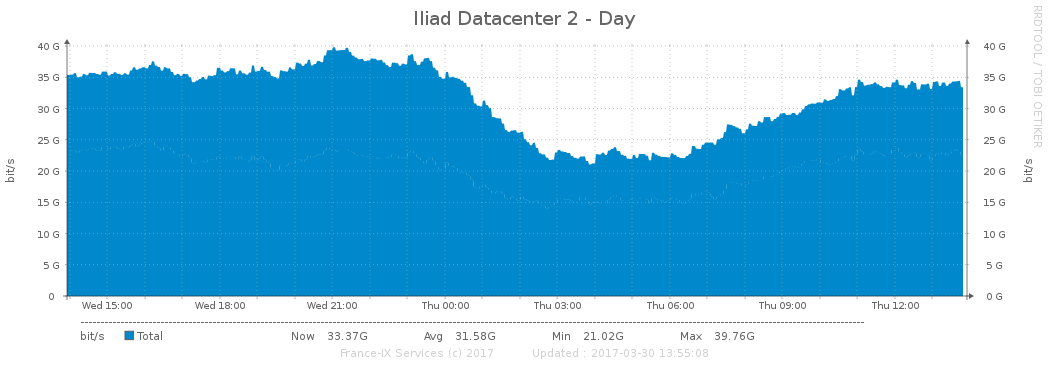 Iliad Datacenter 2 - Day
RRDTOOL / TOBI OETIKER
40 G 40 G
35 G 35 G
30 G 30 G
25 G 25 G
20 G 20 G
15 G 15 G
10 G 10 G
5 G 5 G
0 0 G
bit/s bit/s
Wed 15:00 Wed 18:00 Wed 21:00 Thu 00:00 Thu 03:00 Thu 06:00 Thu 09:00 Thu 12:00
bit/s Total Now 33.37G Avg 31.58G Min 21.02G Max 39.76G
France-IX Services (c) 2017 Updated : 2017-03-30 13:55:08